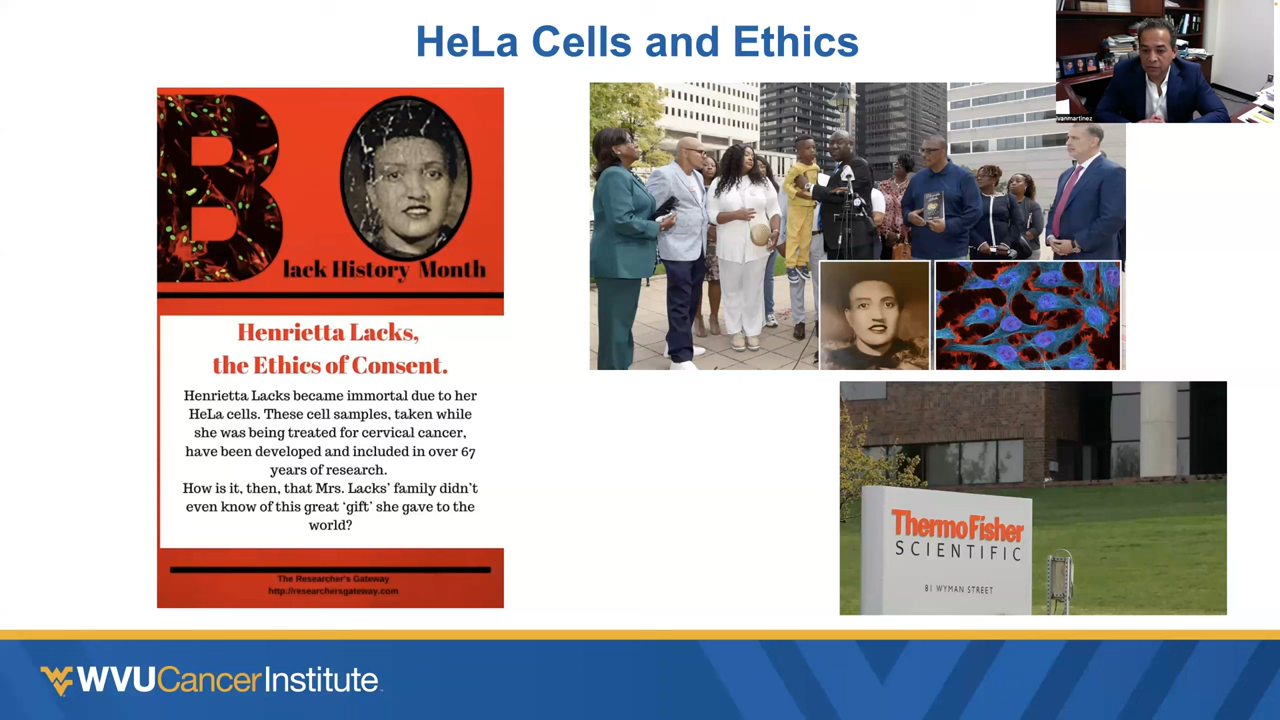 HeLa Cells and Ethics
ivanmartinez
B
lack History Month
Henrietta Lacks,
the Ethics of Consent.
Henrietta Lacks became immortal due to her
HeLa cells. These cell samples, taken while
she was being treated for cervical cancer,
have been developed and included in over 67
years of research.
How is it, then, that Mrs. Lacks' family didn't
even know of this great 'gift' she gave to the
world?
The Researcher's Gateway
http://researchersgateway.com
ThermoFisher
SCIENTIFIC
81 WYMAN STREET
WVUCancerInstitute